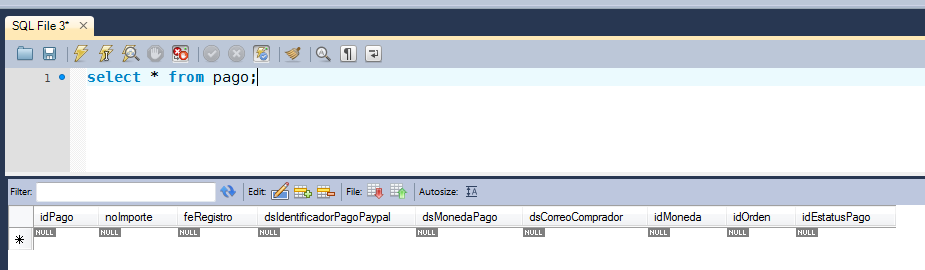 SQL File 3* ×
1 select * from pago;
Filter: Edit: File: Autosize:
idPago noImporte feRegistro dsIdentificadorPagoPaypal dsMonedaPago dsCorreoComprador idMoneda idOrden idEstatusPago
* NULL NULL NULL NULL NULL NULL NULL NULL NULL